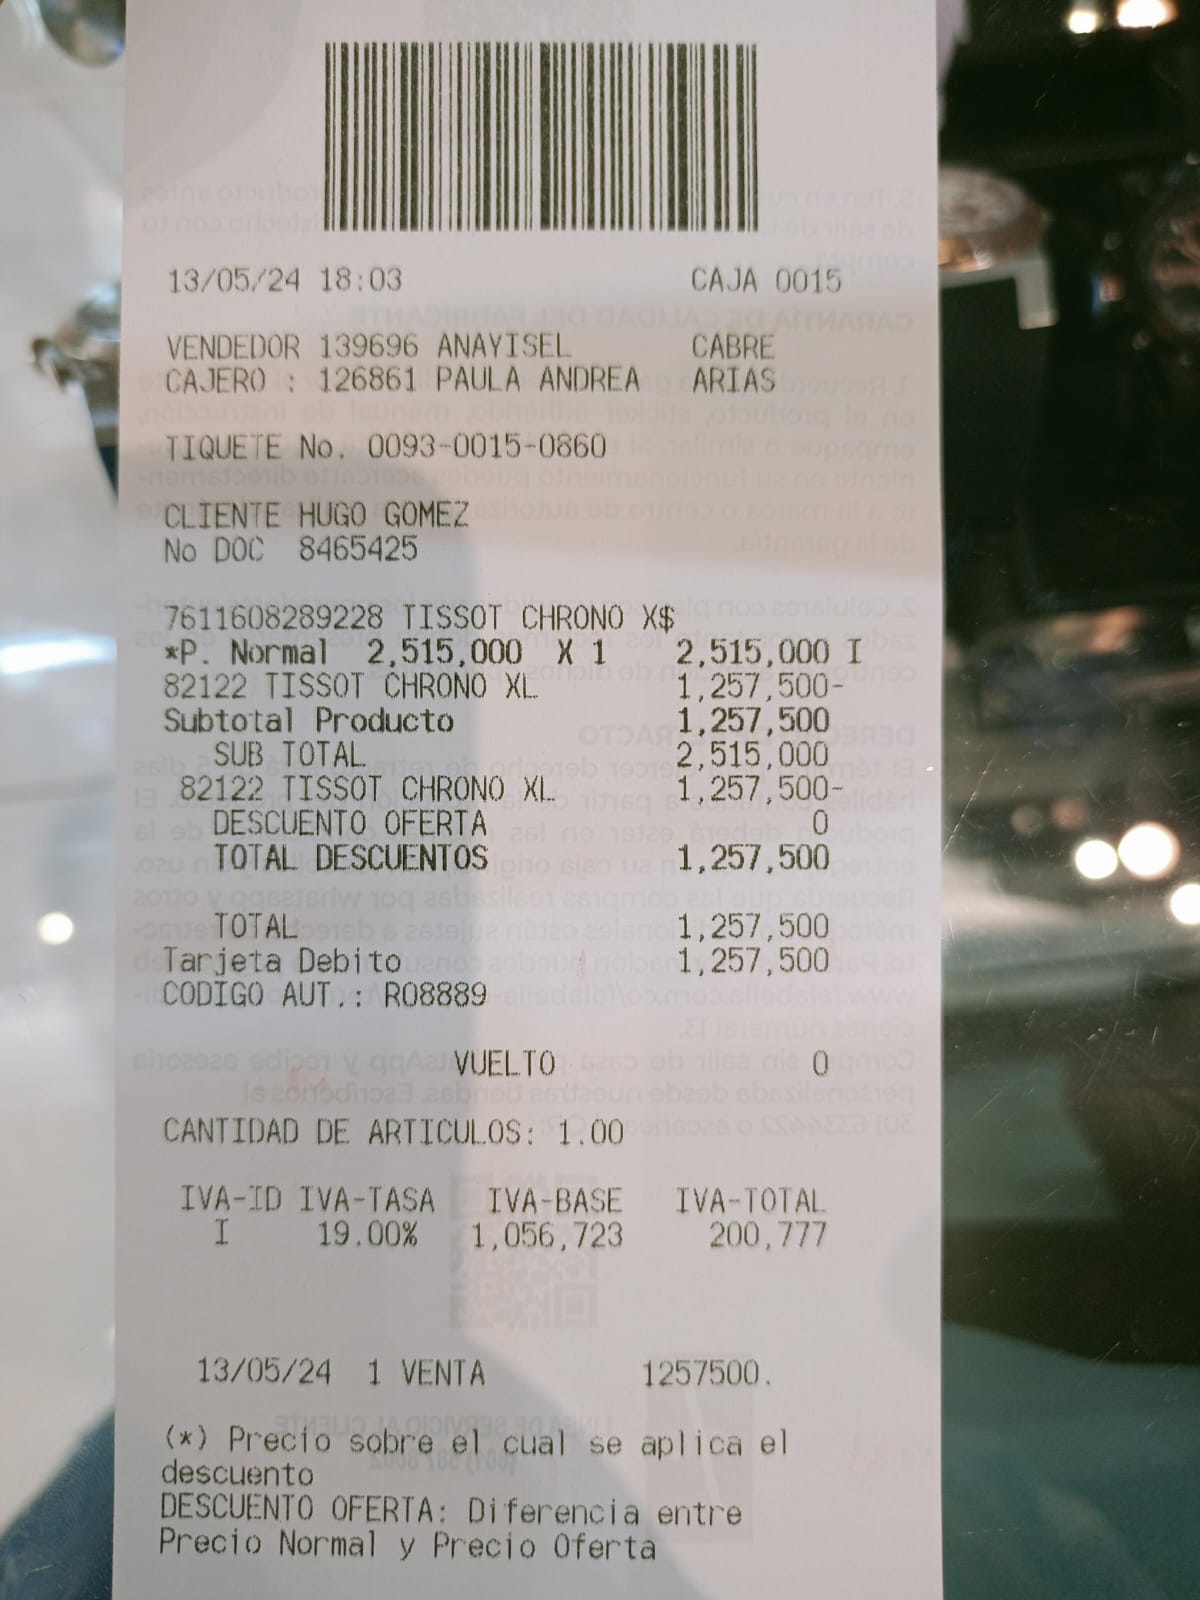 13/05/24 18:03 CAJA 0015
VENDEDOR 139696 ANAYISEL CABRE
CAJERO : 126861 PAULA ANDREA ARIAS
TIQUETE No. 0093-0015-0860
CLIENTE HUGO GOMEZ
No DOC 8465425
7611608289228 TISSOT CHRONO X$
*P. Normal 2,515,000 X 1 2,515,000 I
82122 TISSOT CHRONO XL 1,257,500-
Subtotal Producto 1,257,500
SUB TOTAL 2,515,000
82122 TISSOT CHRONO XL 1,257,500-
DESCUENTO OFERTA 0
TOTAL DESCUENTOS 1,257,500
TOTAL 1,257,500
Tarjeta Debito 1,257,500
CODIGO AUT.: R08889
VUELTO 0
CANTIDAD DE ARTICULOS: 1.00
IVA-ID IVA-TASA IVA-BASE IVA-TOTAL
I 19.00% 1,056,723 200,777
13/05/24 1 VENTA 1257500.
(*) Precio sobre el cual se aplica el
descuento
DESCUENTO OFERTA: Diferencia entre
Precio Normal y Precio Oferta